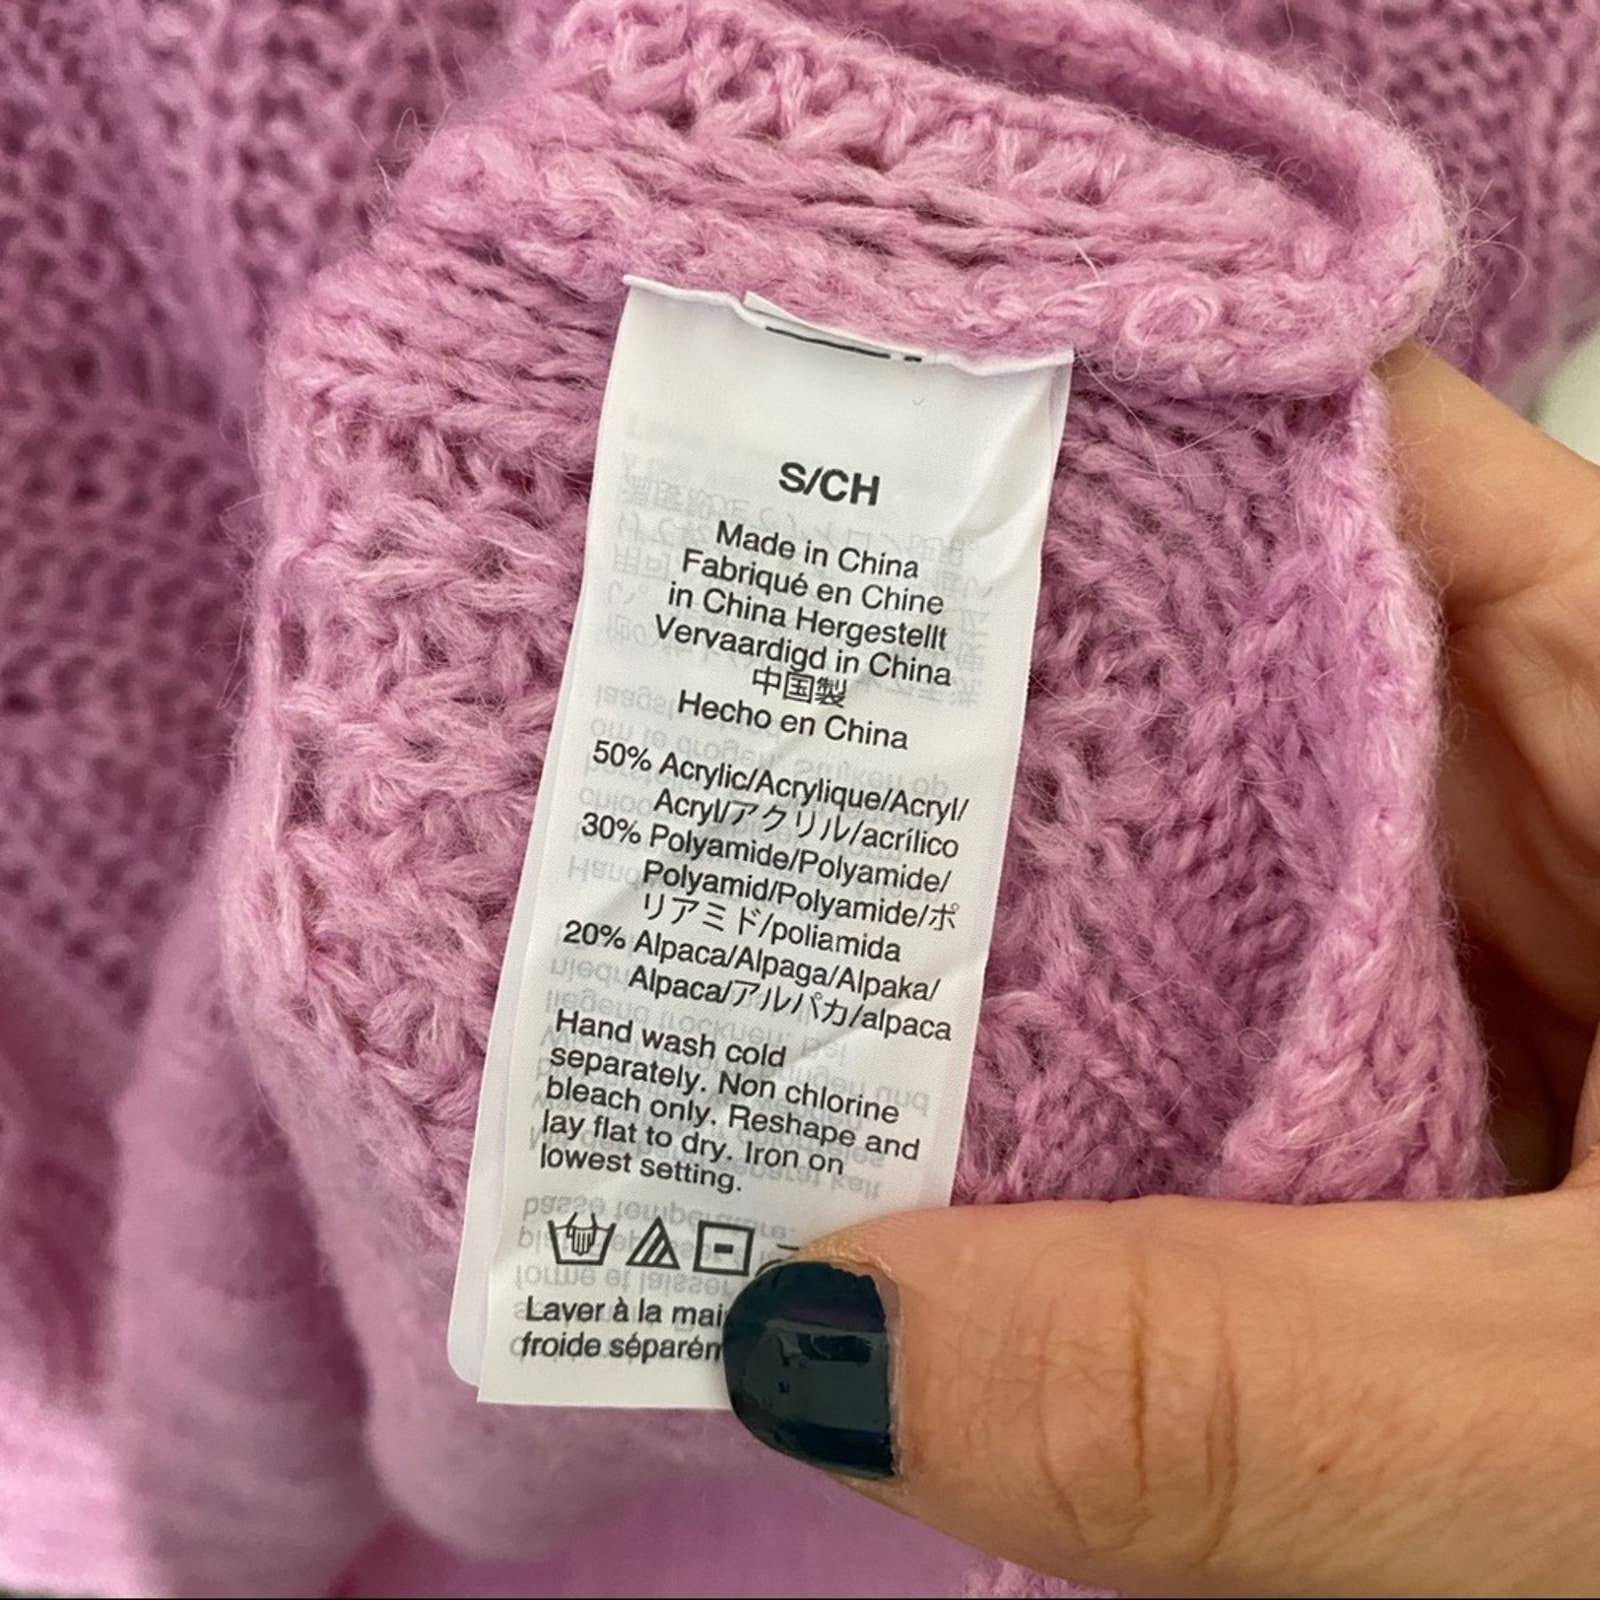 S/CH
Made in China
Fabriqué en Chine
in China Hergestellt
Vervaardigd in China
中国製
Hecho en China
50% Acrylic/Acrylique/Acryl/
Acryl/アクリル/acrílico
30% Polyamide/Polyamide/
Polyamid/Polyamide/ポ
リアミド/poliamida
20% Alpaca/Alpaga/Alpaka/
Alpaca/アルパカ/alpaca
Hand wash cold
separately. Non chlorine
bleach only. Reshape and
lay flat to dry. Iron on
lowest setting.
Laver à la
froide